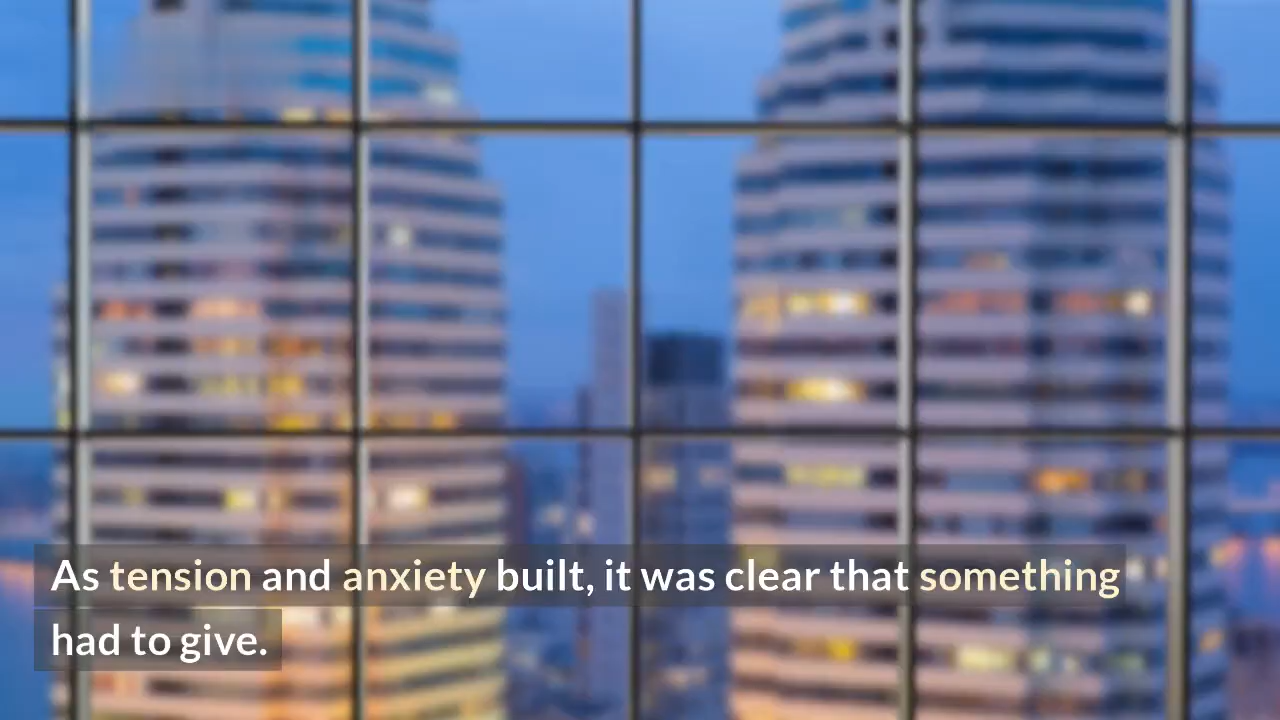 As tension and anxiety built, it was clear that something
had to give.